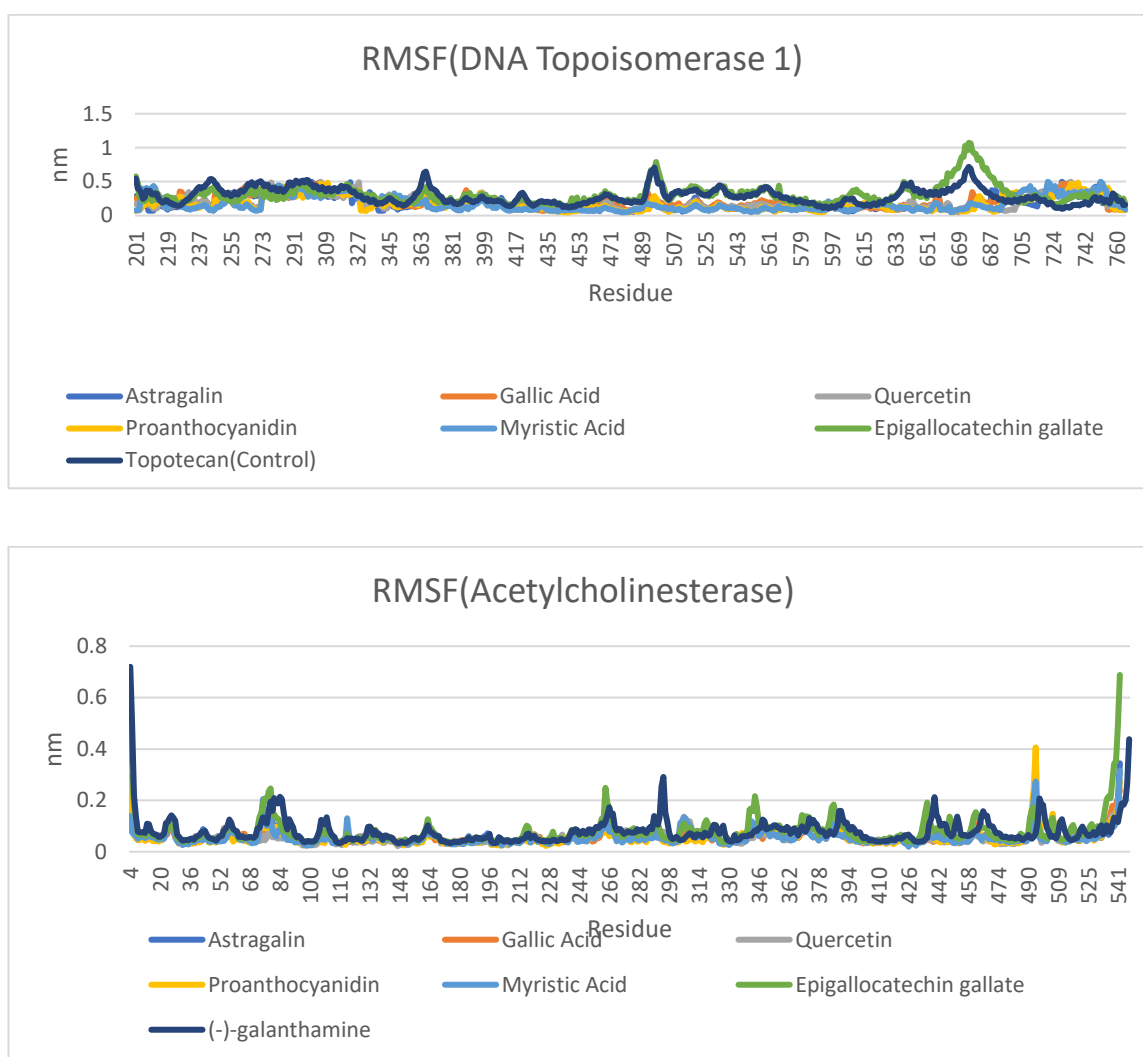 RMSF(DNA Topoisomerase 1)
1.5
1
0.5
0
nm
201 219 237 255 273 291 309 327 345 363 381 399 417 435 453 471 489 507 525 543 561 579 597 615 633 651 669 687 705 724 742 760
Residue
Astragalin Gallic Acid Quercetin
Proanthocyanidin Myristic Acid Epigallocatechin gallate
Topotecan(Control)
RMSF(Acetylcholinesterase)
0.8
0.6
0.4
0.2
0
nm
4 20 36 52 68 84 100 116 132 148 164 180 196 212 228 244 266 282 298 314 330 346 362 378 394 410 426 442 458 474 490 509 525 541
Residue
Astragalin Gallic Acid Quercetin
Proanthocyanidin Myristic Acid Epigallocatechin gallate
(-)-galanthamine